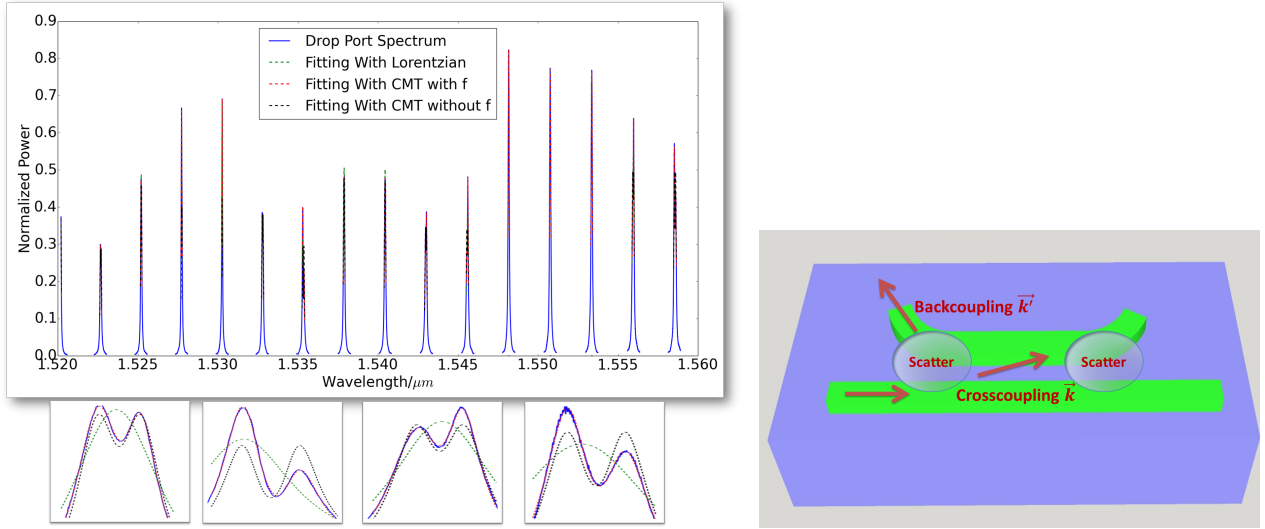 0.9
0.8
0.7
0.6
0.5
0.4
0.3
0.2
0.1
0.0
Normalized Power
Drop Port Spectrum
Fitting With Lorentzian
Fitting With CMT with f
Fitting With CMT without f
1.520 1.525 1.530 1.535 1.540 1.545 1.550 1.555 1.560
Wavelength/μm
Backcoupling k⃗′
Scatter
Scatter
Crosscoupling k⃗